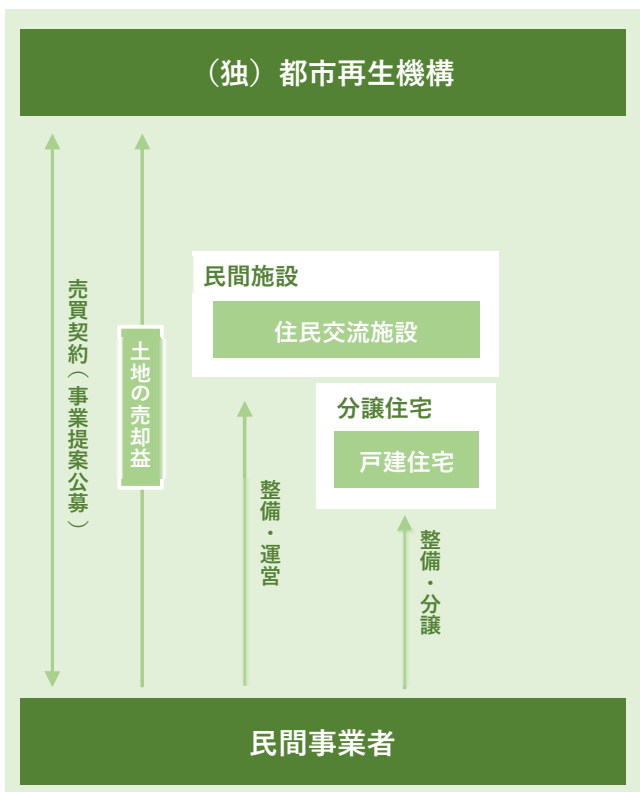 （独）都市再生機構
売買契約（事業提案公募）
土地の売却益
民間施設
住民交流施設
分譲住宅
戸建住宅
整備・運営
整備・分譲
民間事業者